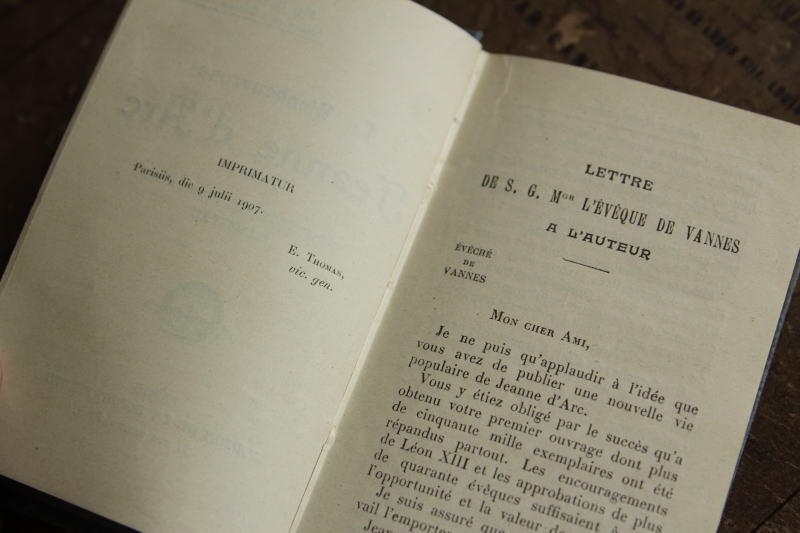 IMPRIMATUR
Parisiis, die 9 julii 1907.
E. Thomas,
vic. gen.
LETTRE
DE S. G. Mgr L'ÉVÊQUE DE VANNES
A L'AUTEUR
ÉVÊCHÉ
DE
VANNES
Mon cher Ami,
Je ne puis qu'applaudir à l'idée que
vous avez de publier une nouvelle vie
populaire de Jeanne d'Arc.
Vous y étiez obligé par le succès qu'a
obtenu votre premier ouvrage dont plus
de cinquante mille exemplaires ont été
répandus partout. Les encouragements
de Léon XIII et les approbations de plus
de quarante évêques suffisaient à
l'opportunité et la valeur de
Je suis assuré que
vail l'emporte